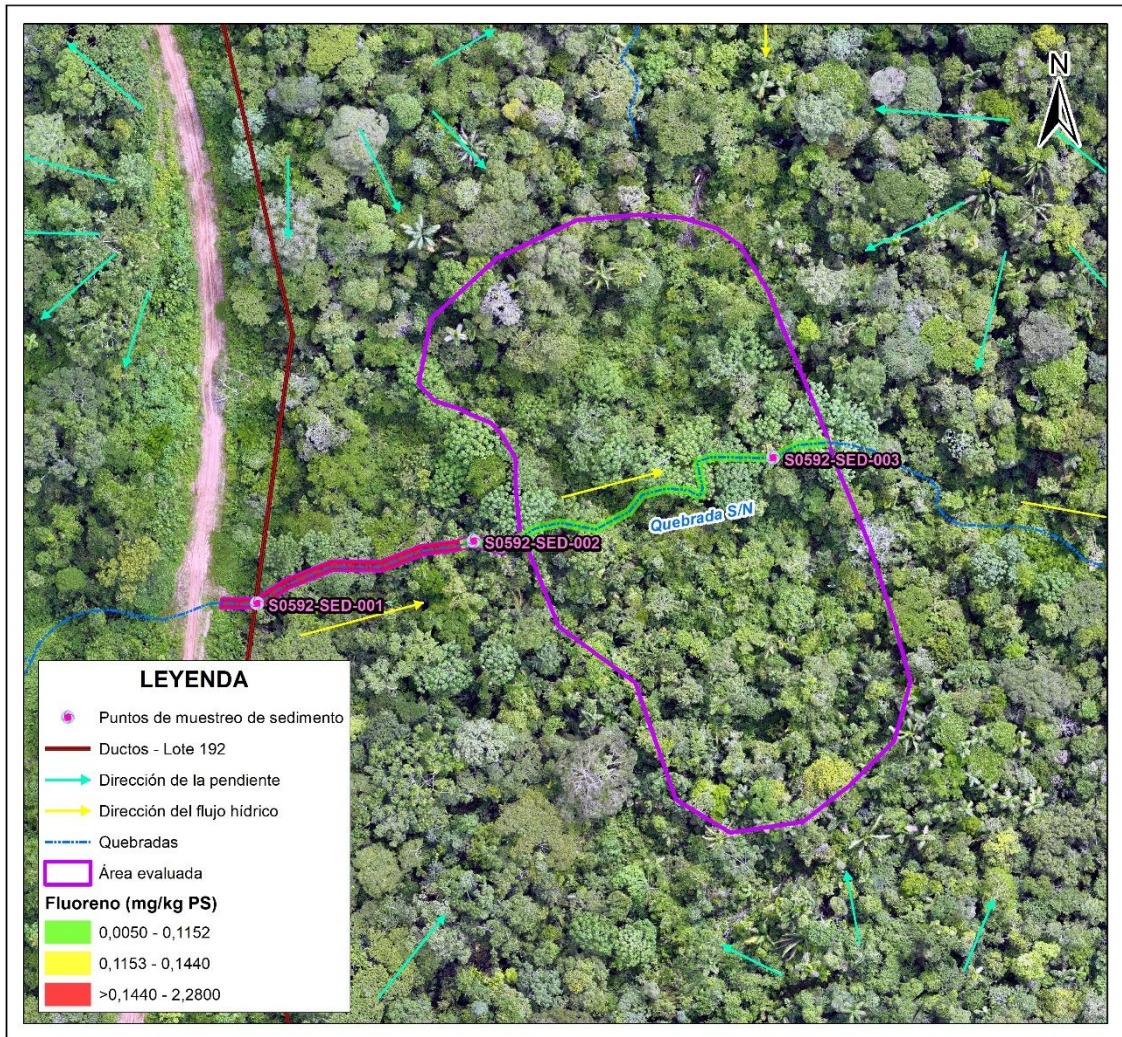 N
S0592-SED-003
Quebrada S/N
S0592-SED-002
S0592-SED-001
LEYENDA
Puntos de muestreo de sedimento
Ductos - Lote 192
Dirección de la pendiente
Dirección del flujo hídrico
Quebradas
Área evaluada
Fluoreno (mg/kg PS)
0,0050 - 0,1152
0,1153 - 0,1440
>0,1440 - 2,2800